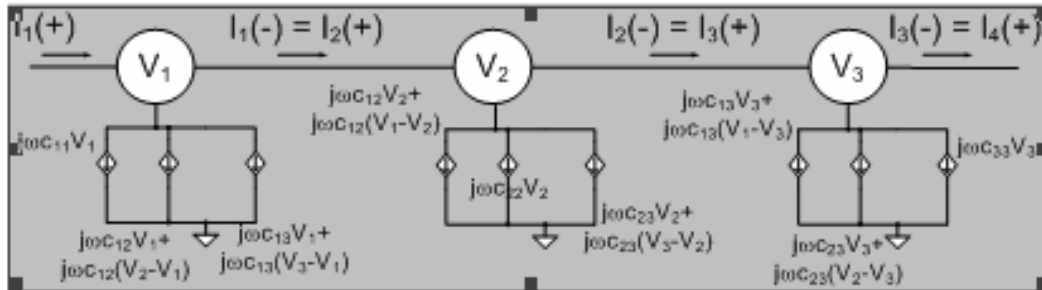 I₁(+) I₁(-) = I₂(+) I₂(-) = I₃(+) I₃(-) = I₄(+)
V₁ V₂ V₃
jωc₁₁V₁
jωc₁₂V₁+
jωc₁₂(V₂-V₁)
jωc₁₃V₁+
jωc₁₃(V₃-V₁)
jωc₁₂V₂+
jωc₁₂(V₁-V₂)
jωc₂₂V₂
jωc₂₃V₂+
jωc₂₃(V₃-V₂)
jωc₁₃V₃+
jωc₁₃(V₁-V₃)
jωc₂₃V₃+
jωc₂₃(V₂-V₃)
jωc₃₃V₃